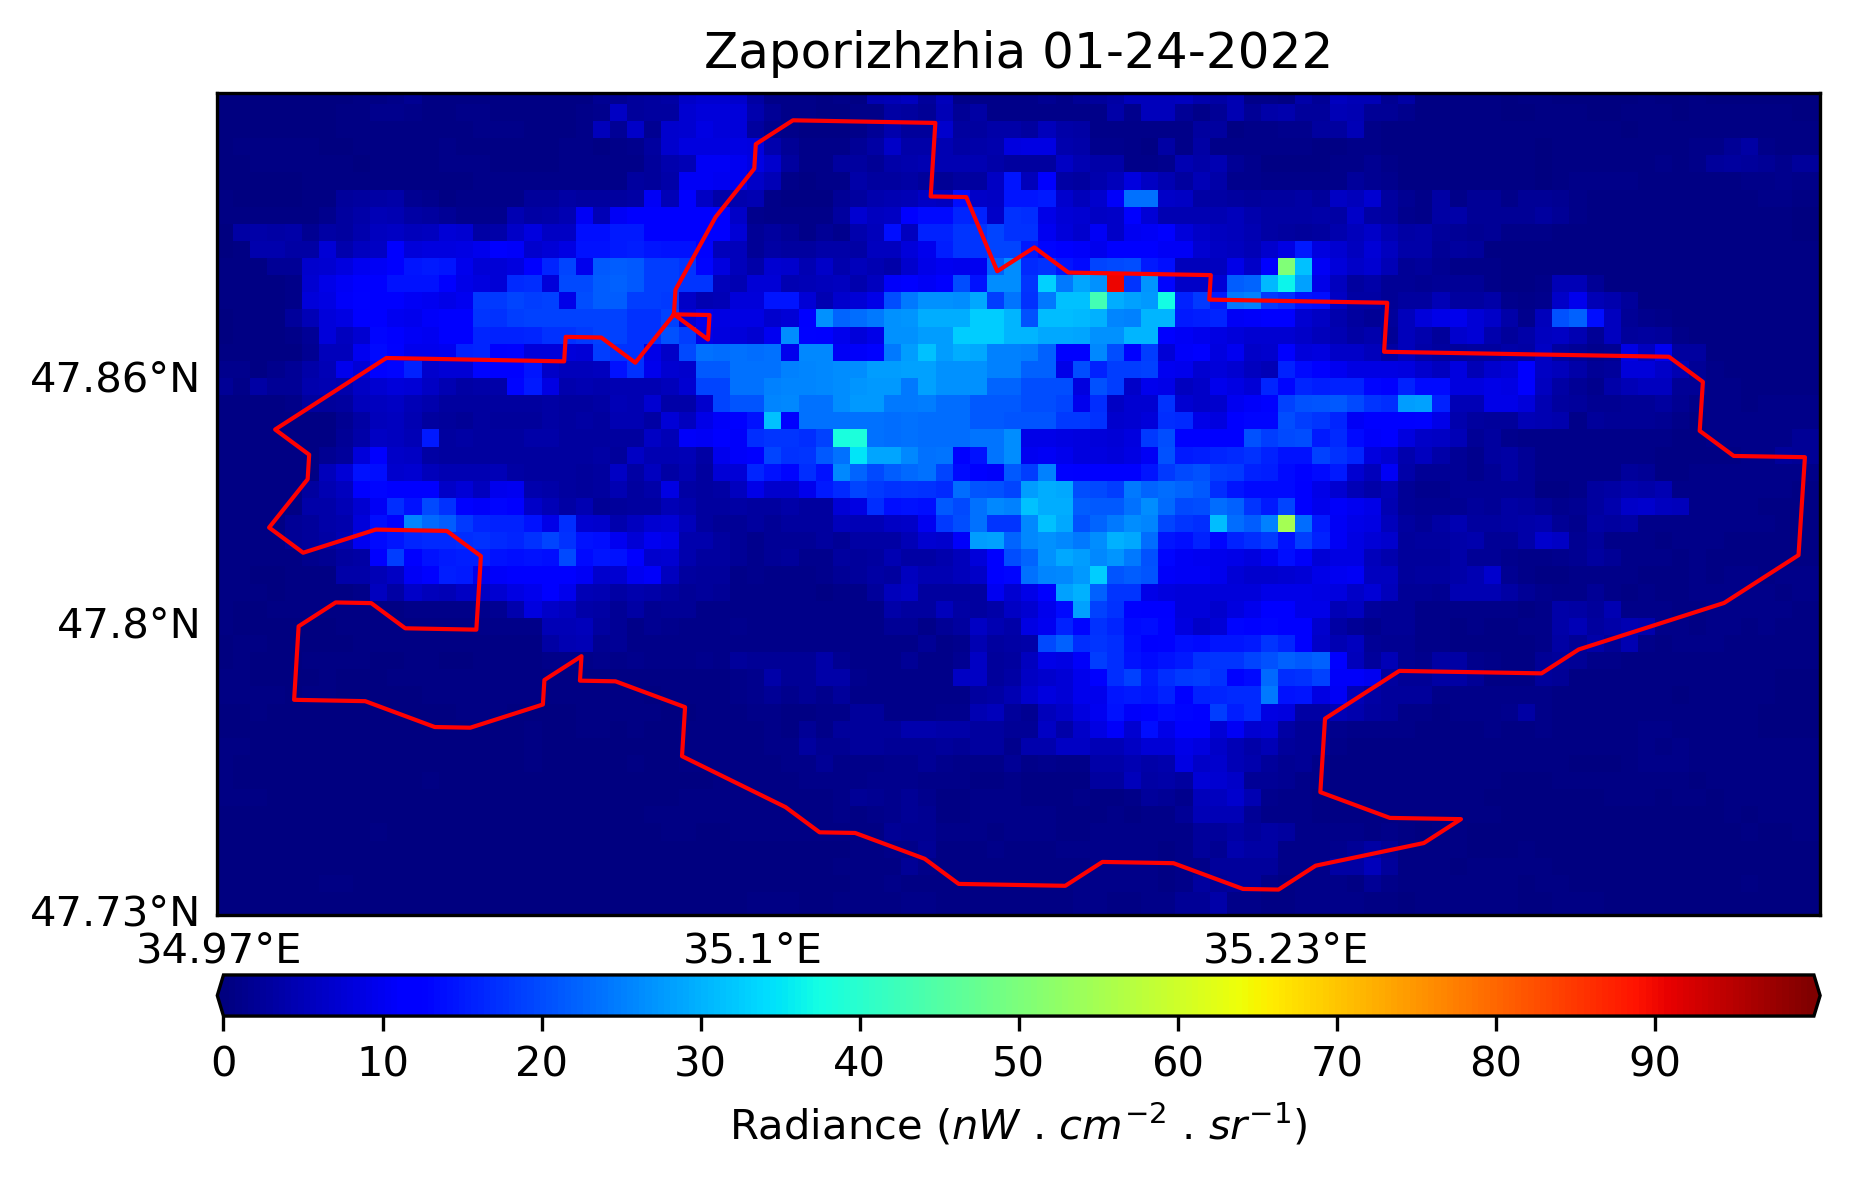 Zaporizhzhia 01-24-2022
47.86°N
47.8°N
47.73°N
34.97°E 35.1°E 35.23°E
0 10 20 30 40 50 60 70 80 90
Radiance (nW . cm⁻² . sr⁻¹)